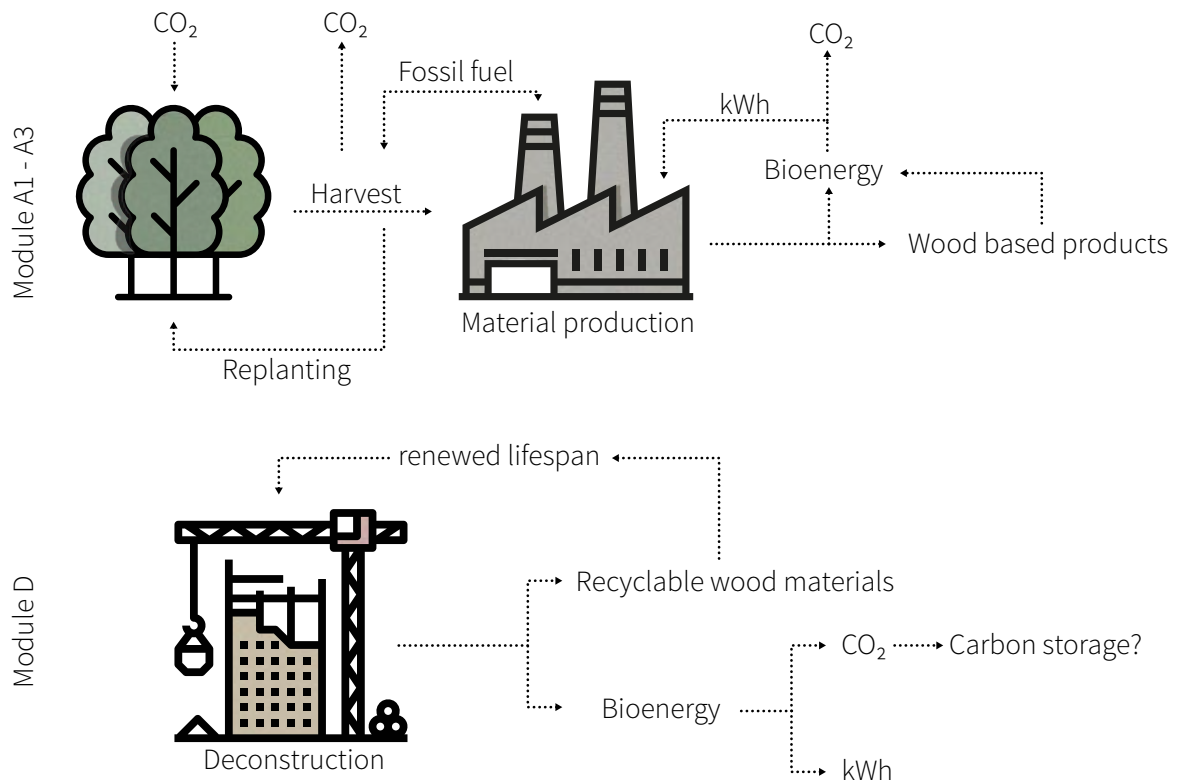 CO₂
CO₂
CO₂
Fossil fuel
kWh
Module A1 - A3
Harvest
Bioenergy
Wood based products
Material production
Replanting
renewed lifespan
Module D
Recyclable wood materials
CO₂
Carbon storage?
Bioenergy
Deconstruction
kWh